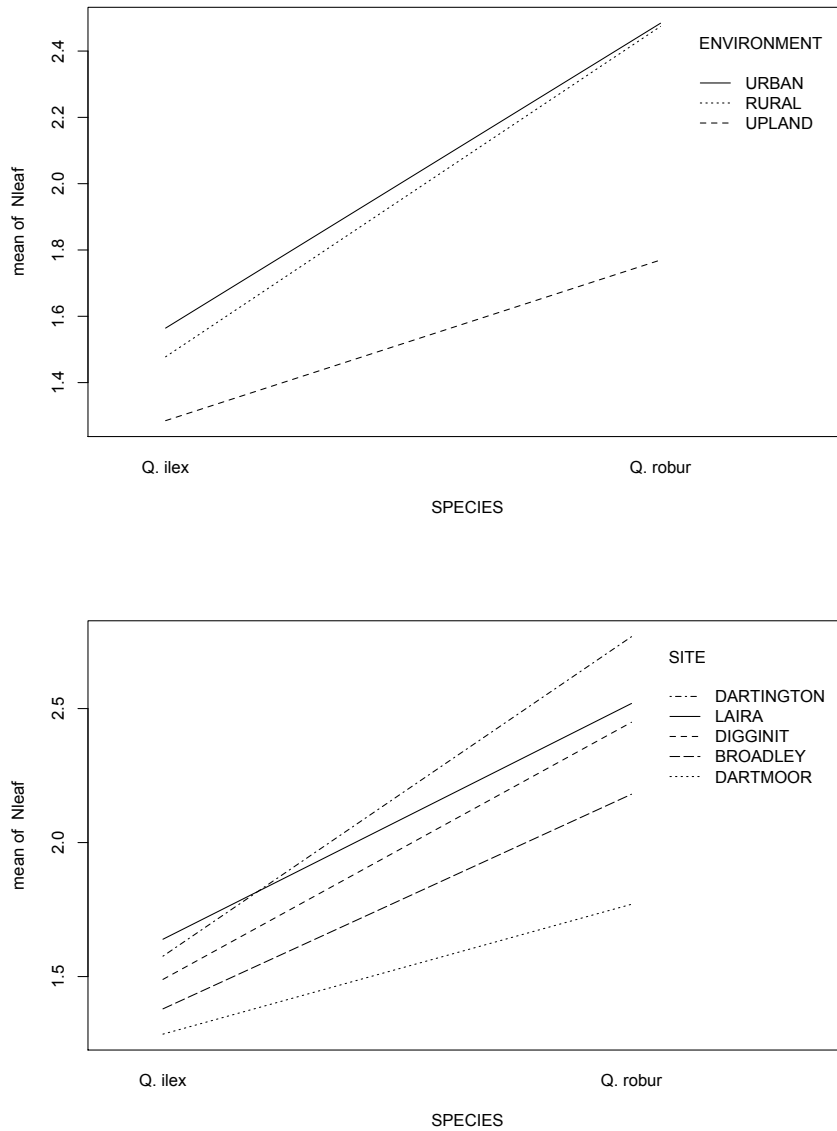 ENVIRONMENT
URBAN
RURAL
UPLAND
mean of Nleaf
2.4
2.2
2.0
1.8
1.6
1.4
Q. ilex
Q. robur
SPECIES
SITE
DARTINGTON
LAIRA
DIGGINIT
BROADLEY
DARTMOOR
mean of Nleaf
2.5
2.0
1.5
Q. ilex
Q. robur
SPECIES